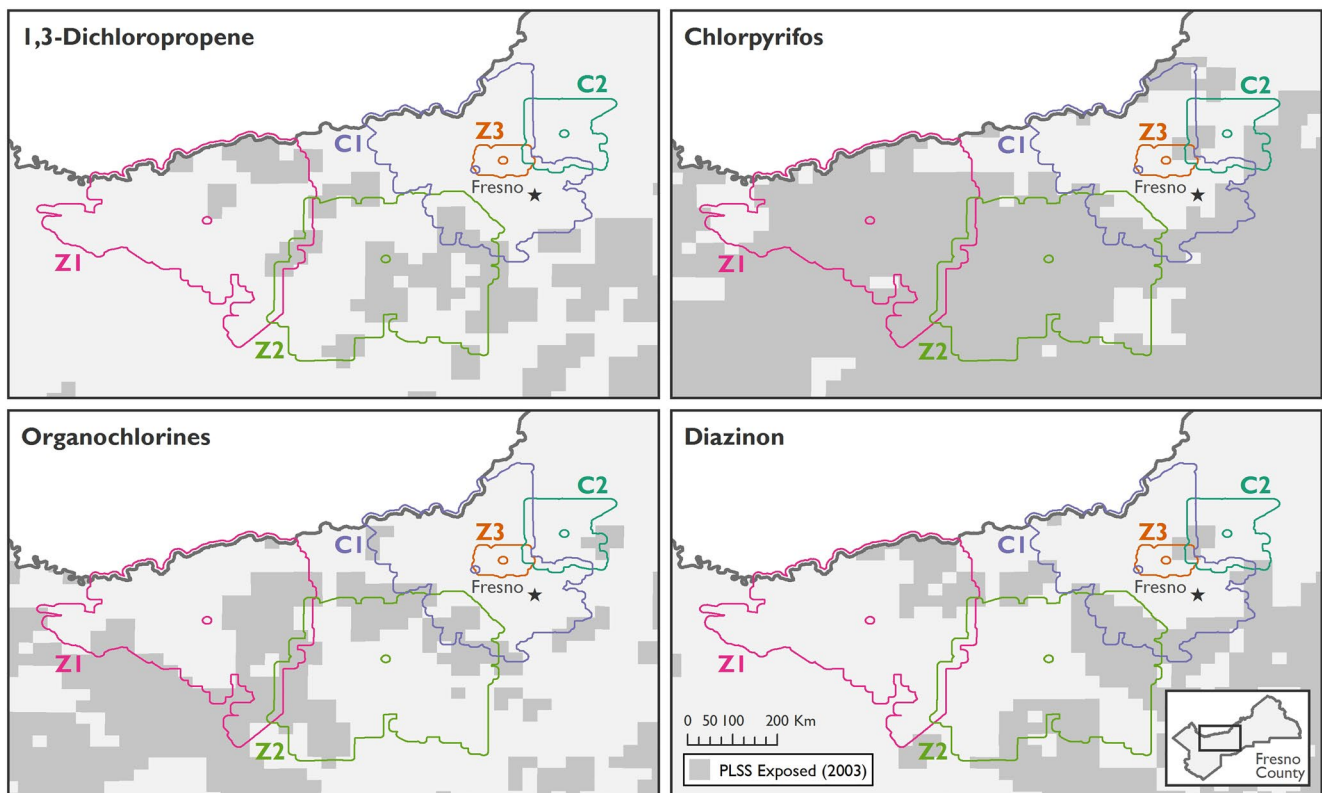 1,3-Dichloropropene
C2
Z3
C1
Fresno
Z1
Z2
Chlorpyrifos
C2
Z3
C1
Fresno
Z1
Z2
Organochlorines
C2
Z3
C1
Fresno
Z1
Z2
Diazinon
C2
Z3
C1
Fresno
Z1
Z2
0 50 100 200 Km
PLSS Exposed (2003)
Fresno
County